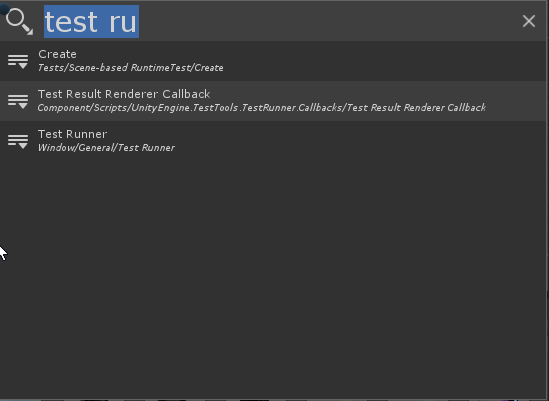 test ru
Create
Tests/Scene-based RuntimeTest/Create
Test Result Renderer Callback
Component/Scripts/UnityEngine.TestTools.TestRunner.Callbacks/Test Result Renderer Callback
Test Runner
Window/General/Test Runner